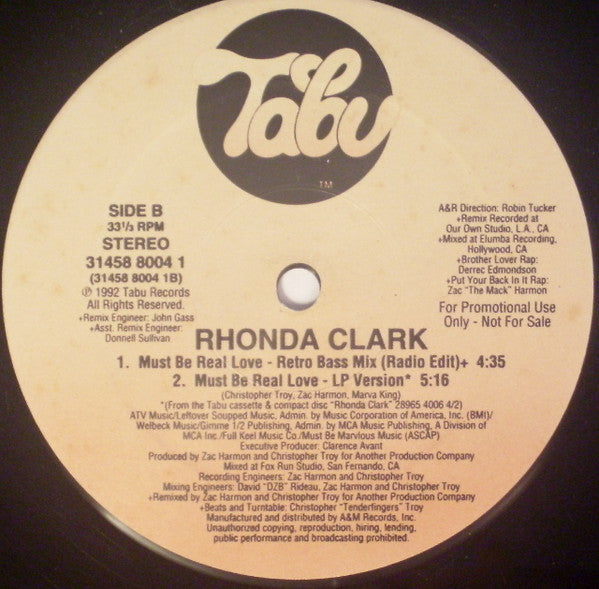 Tabu
TM
SIDE B
33 1/3 RPM
STEREO
31458 8004 1
(31458 8004 1B)
℗ 1992 Tabu Records
All Rights Reserved.
+Remix Engineer: John Gass
+Asst. Remix Engineer:
Donnell Sullivan
A&R Direction: Robin Tucker
+Remix Recorded at
Our Own Studio, L.A., CA
+Mixed at Elumba Recording,
Hollywood, CA
+Brother Lover Rap:
Derrec Edmondson
+Put Your Back In It Rap:
Zac "The Mack" Harmon
For Promotional Use
Only - Not For Sale
RHONDA CLARK
1. Must Be Real Love - Retro Bass Mix (Radio Edit)+ 4:35
2. Must Be Real Love - LP Version* 5:16
(Christopher Troy, Zac Harmon, Marva King)
*(From the Tabu cassette & compact disc "Rhonda Clark" 28965 4006 4/2)
ATV Music/Leftover Soupped Music, Admin. by Music Corporation of America, Inc. (BMI)/
Welbeck Music/Gimme 1/2 Publishing, Admin. by MCA Music Publishing, A Division of
MCA Inc./Full Keel Music Co./Must Be Marvlous Music (ASCAP)
Executive Producer: Clarence Avant
Produced by Zac Harmon and Christopher Troy for Another Production Company
Mixed at Fox Run Studio, San Fernando, CA
Recording Engineers: Zac Harmon and Christopher Troy
Mixing Engineers: David "DZB" Rideau, Zac Harmon and Christopher Troy
+Remixed by Zac Harmon and Christopher Troy for Another Production Company
+Beats and Turntable: Christopher "Tenderfingers" Troy
Manufactured and distributed by A&M Records, Inc.
Unauthorized copying, reproduction, hiring, lending,
public performance and broadcasting prohibited.